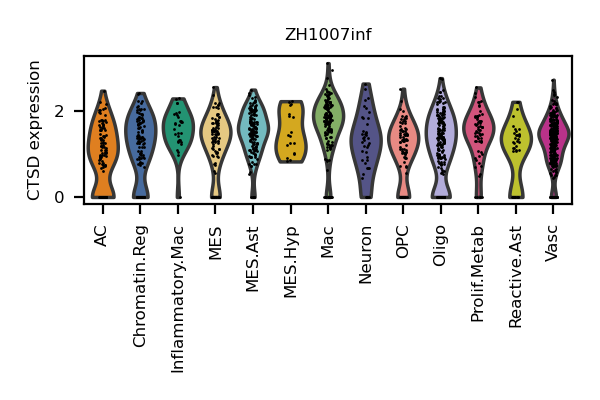 ZH1007inf
CTSD expression
2
0
AC
Chromatin.Reg
Inflammatory.Mac
MES
MES.Ast
MES.Hyp
Mac
Neuron
OPC
Oligo
Prolif.Metab
Reactive.Ast
Vasc